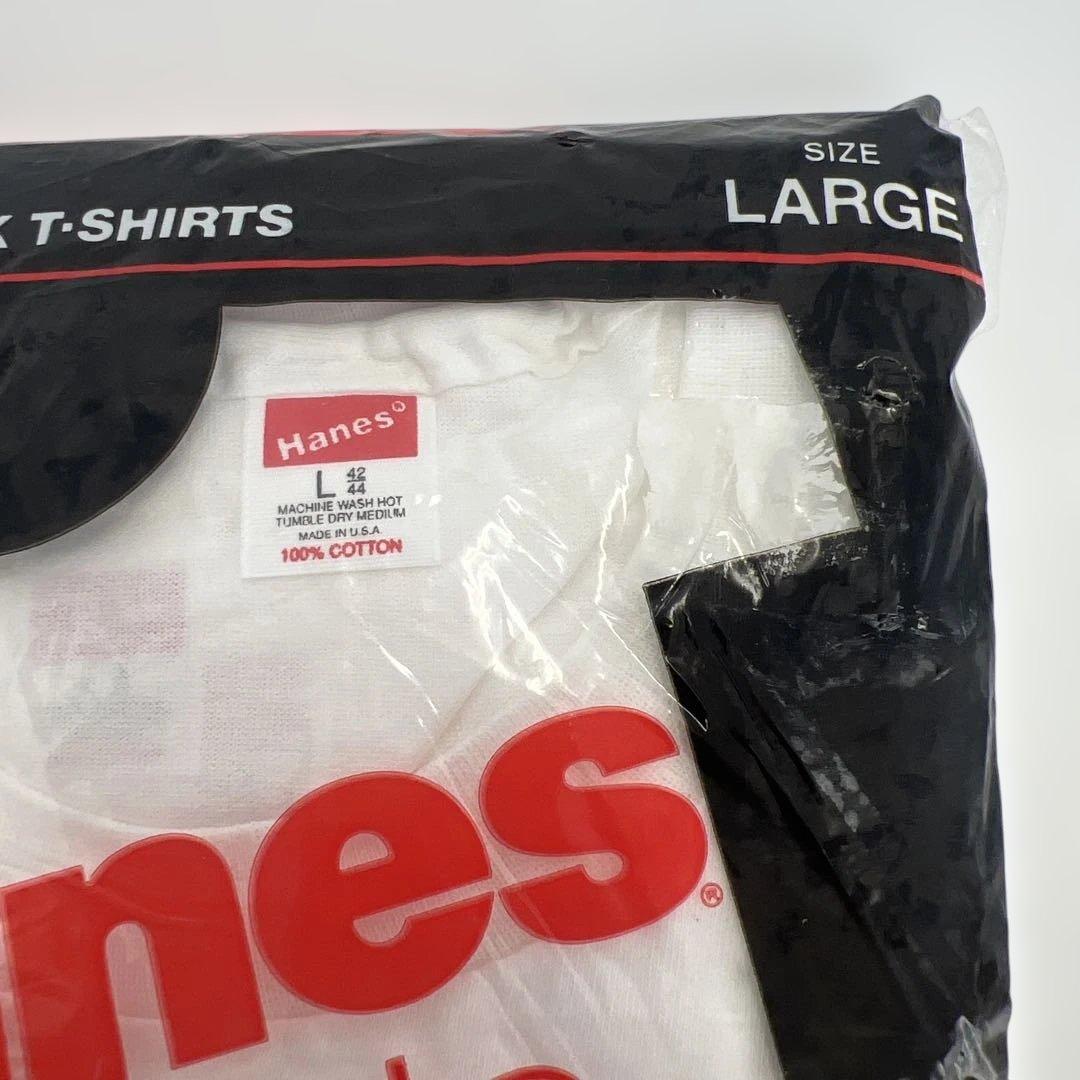 SIZE
LARGE
K T-SHIRTS
Hanes®
L 42/44
MACHINE WASH HOT
TUMBLE DRY MEDIUM
MADE IN U.S.A.
100% COTTON
nes®